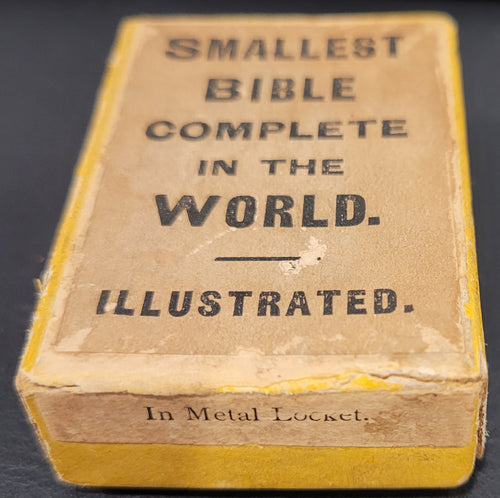 SMALLEST
BIBLE
COMPLETE
IN THE
WORLD.
ILLUSTRATED.
In Metal Locket.